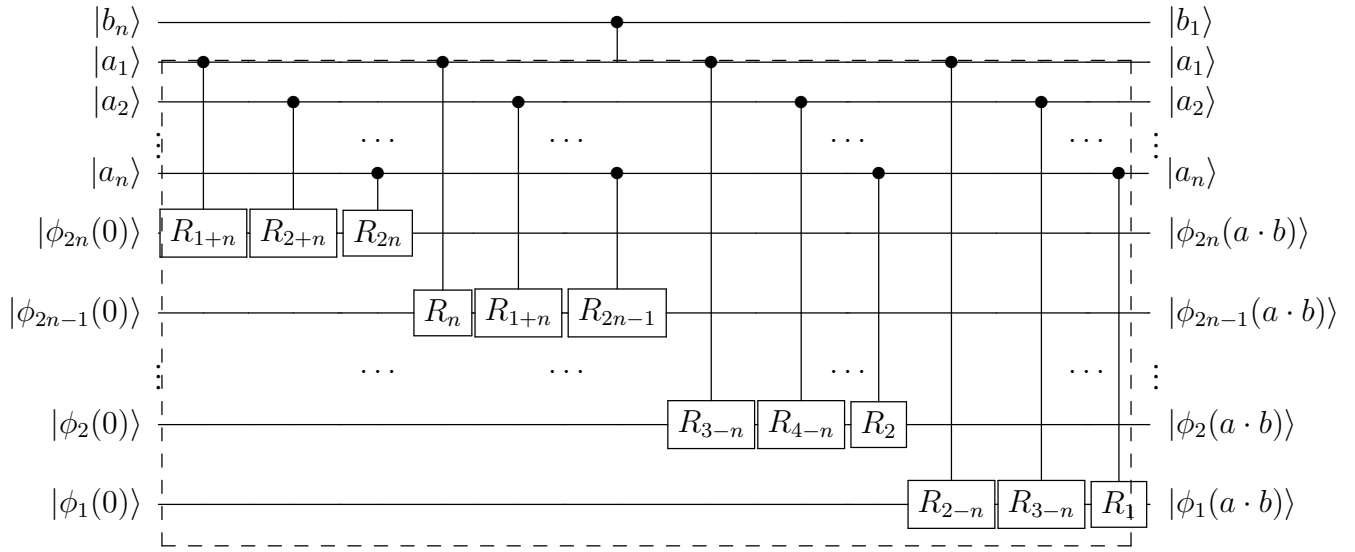 |b_n⟩ |b_1⟩
|a_1⟩ |a_1⟩
|a_2⟩ |a_2⟩
⋮ ··· ··· ··· ··· ⋮
|a_n⟩ |a_n⟩
|ϕ_{2n}(0)⟩ R_{1+n} R_{2+n} R_{2n} |ϕ_{2n}(a · b)⟩
|ϕ_{2n−1}(0)⟩ R_n R_{1+n} R_{2n−1} |ϕ_{2n−1}(a · b)⟩
⋮ ··· ··· ··· ··· ⋮
|ϕ_2(0)⟩ R_{3−n} R_{4−n} R_2 |ϕ_2(a · b)⟩
|ϕ_1(0)⟩ R_{2−n} R_{3−n} R_1 |ϕ_1(a · b)⟩